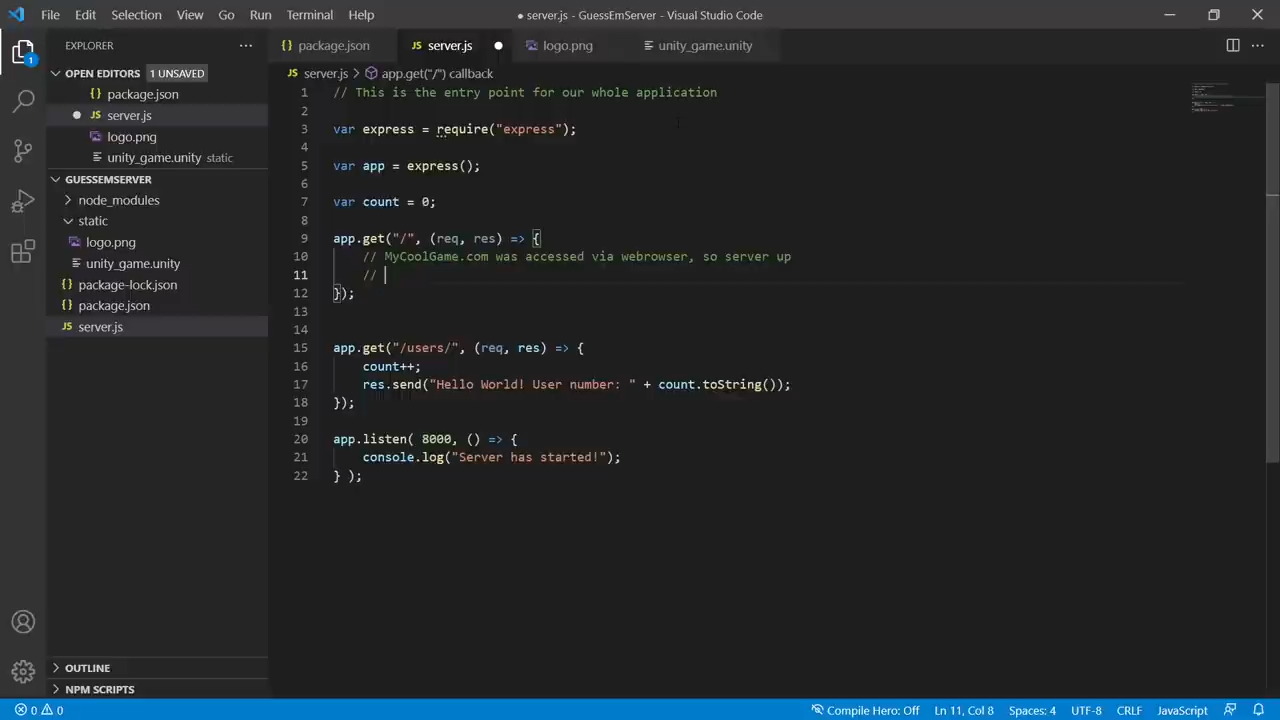 File Edit Selection View Go Run Terminal Help
● server.js - GuessEmServer - Visual Studio Code
EXPLORER
{} package.json
JS server.js
logo.png
unity_game.unity
OPEN EDITORS 1 UNSAVED
{} package.json
JS server.js
logo.png
unity_game.unity static
GUESSEMSERVER
node_modules
static
logo.png
unity_game.unity
{} package-lock.json
{} package.json
JS server.js
OUTLINE
NPM SCRIPTS
1
JS server.js > app.get("/") callback
1 // This is the entry point for our whole application
2
3 var express = require("express");
4
5 var app = express();
6
7 var count = 0;
8
9 app.get("/", (req, res) => {
10 // MyCoolGame.com was accessed via webrowser, so server up
11 //
12 });
13
14
15 app.get("/users/", (req, res) => {
16 count++;
17 res.send("Hello World! User number: " + count.toString());
18 });
19
20 app.listen( 8000, () => {
21 console.log("Server has started!");
22 } );
0 0
Compile Hero: Off Ln 11, Col 8 Spaces: 4 UTF-8 CRLF JavaScript